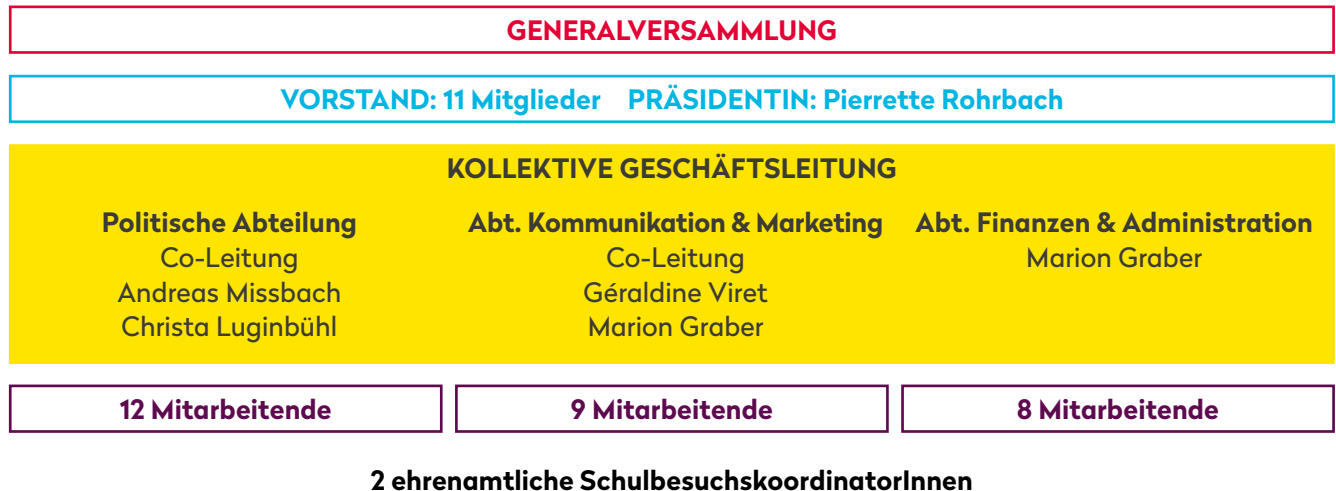 GENERALVERSAMMLUNG
VORSTAND: 11 Mitglieder PRÄSIDENTIN: Pierrette Rohrbach
KOLLEKTIVE GESCHÄFTSLEITUNG
Politische Abteilung
Co-Leitung
Andreas Missbach
Christa Luginbühl
Abt. Kommunikation & Marketing
Co-Leitung
Géraldine Viret
Marion Graber
Abt. Finanzen & Administration
Marion Graber
12 Mitarbeitende
9 Mitarbeitende
8 Mitarbeitende
2 ehrenamtliche SchulbesuchskoordinatorInnen